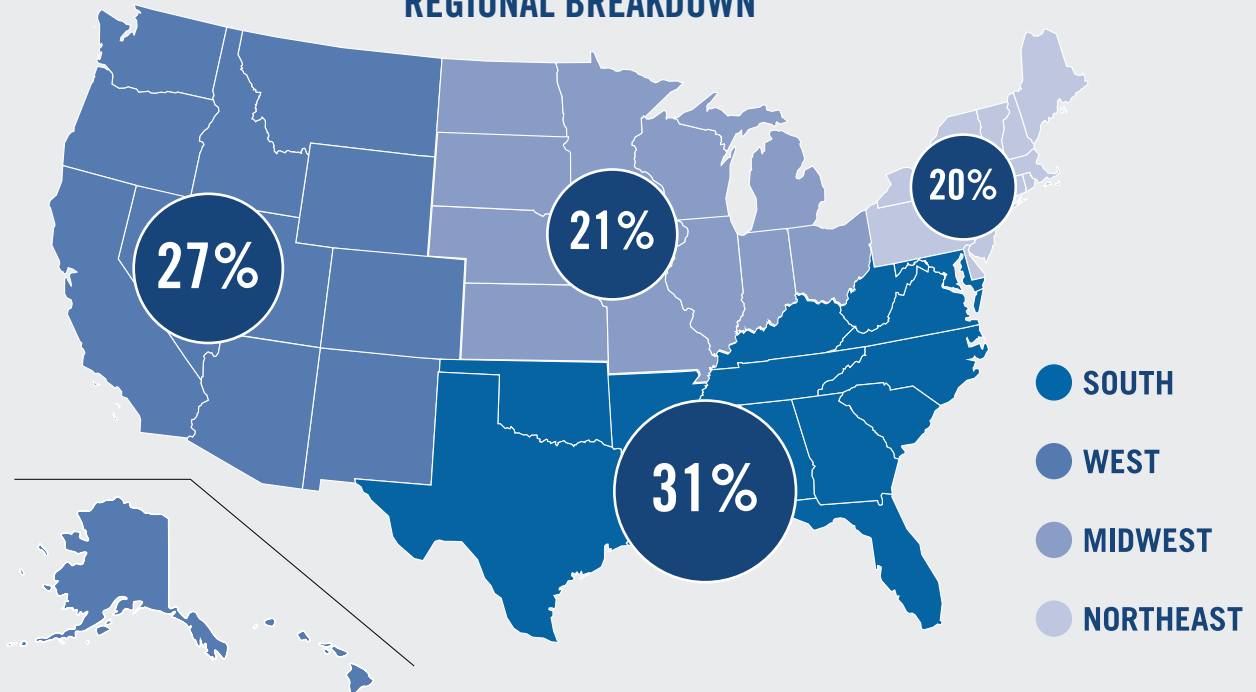 REGIONAL BREAKDOWN
20%
21%
27%
31%
SOUTH
WEST
MIDWEST
NORTHEAST